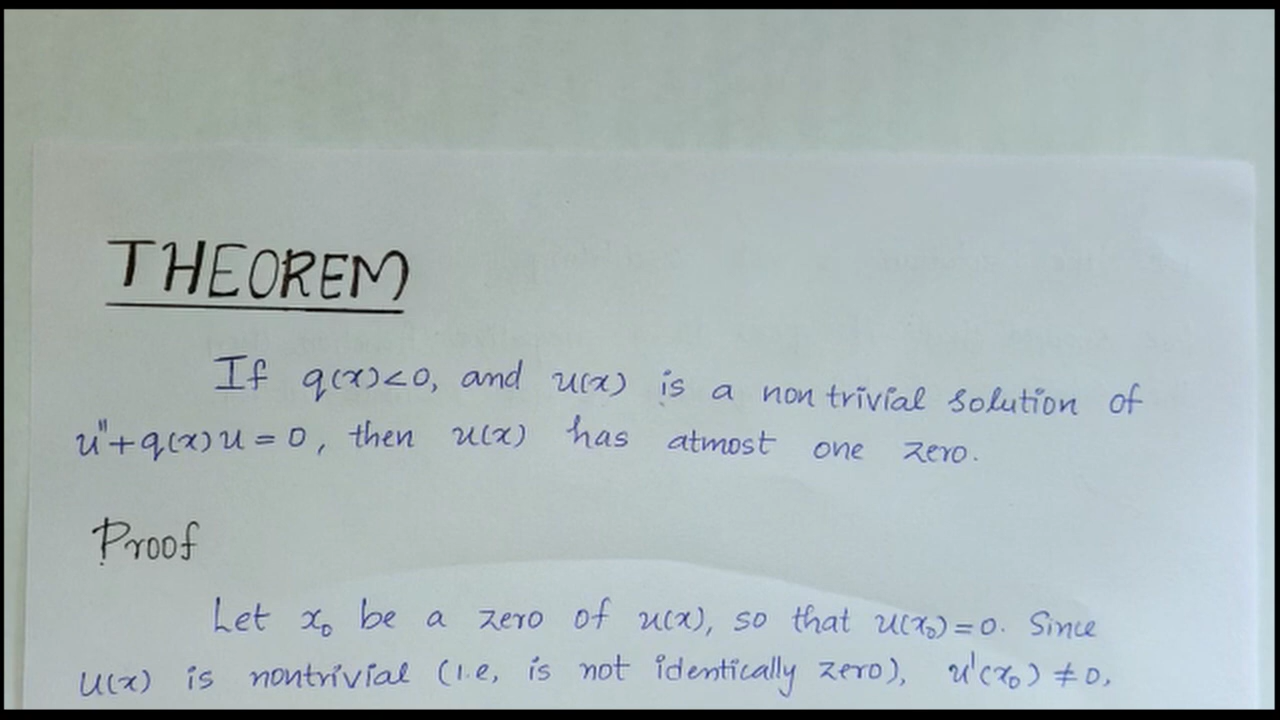 THEOREM
If q(x)<0, and u(x) is a non trivial solution of
u"+q(x)u=0, then u(x) has atmost one zero.
Proof
Let x₀ be a zero of u(x), so that u(x₀)=0. Since
u(x) is nontrivial (i.e, is not identically zero), u'(x₀)≠0,